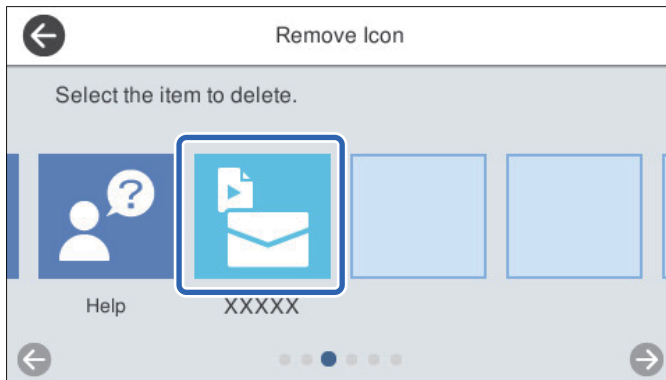 Remove Icon
Select the item to delete.
?
Help
XXXXX